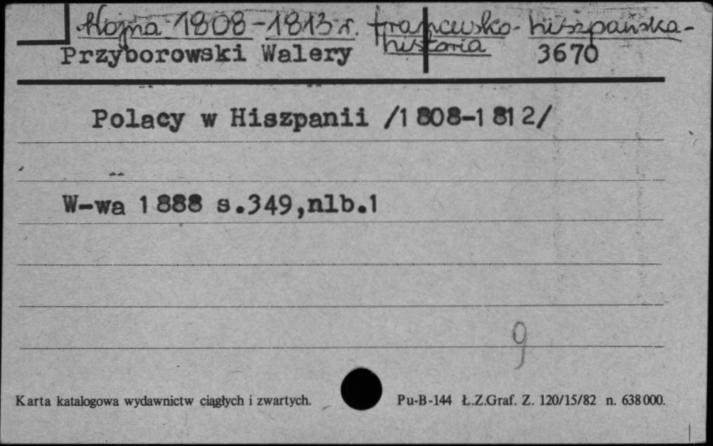 Wojna 1808-1813 r. francusko-hiszpańska-
historia
Przyborowski Walery 3670
Polacy w Hiszpanii /1808-1812/
W-wa 1888 s.349,nlb.1
9
Karta katalogowa wydawnictw ciągłych i zwartych. Pu-B-144 Ł.Z.Graf. Z. 120/15/82 n. 638000.